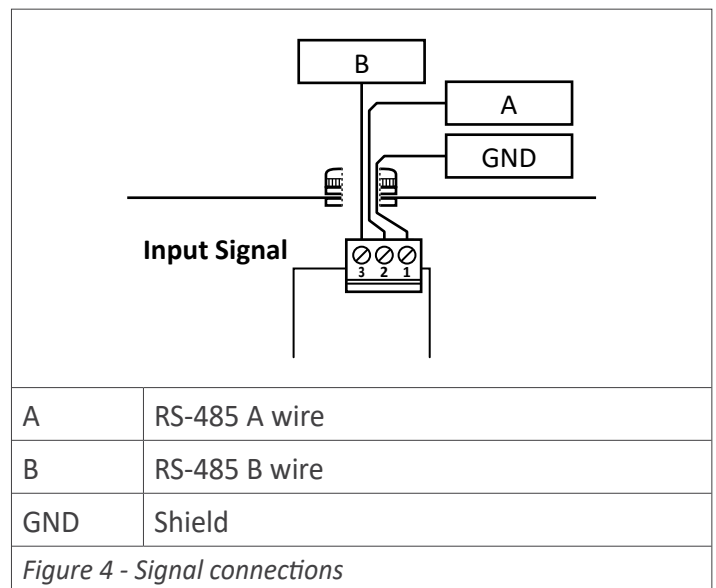 B
A
GND
Input Signal
3 2 1
A RS-485 A wire
B RS-485 B wire
GND Shield
Figure 4 - Signal connections